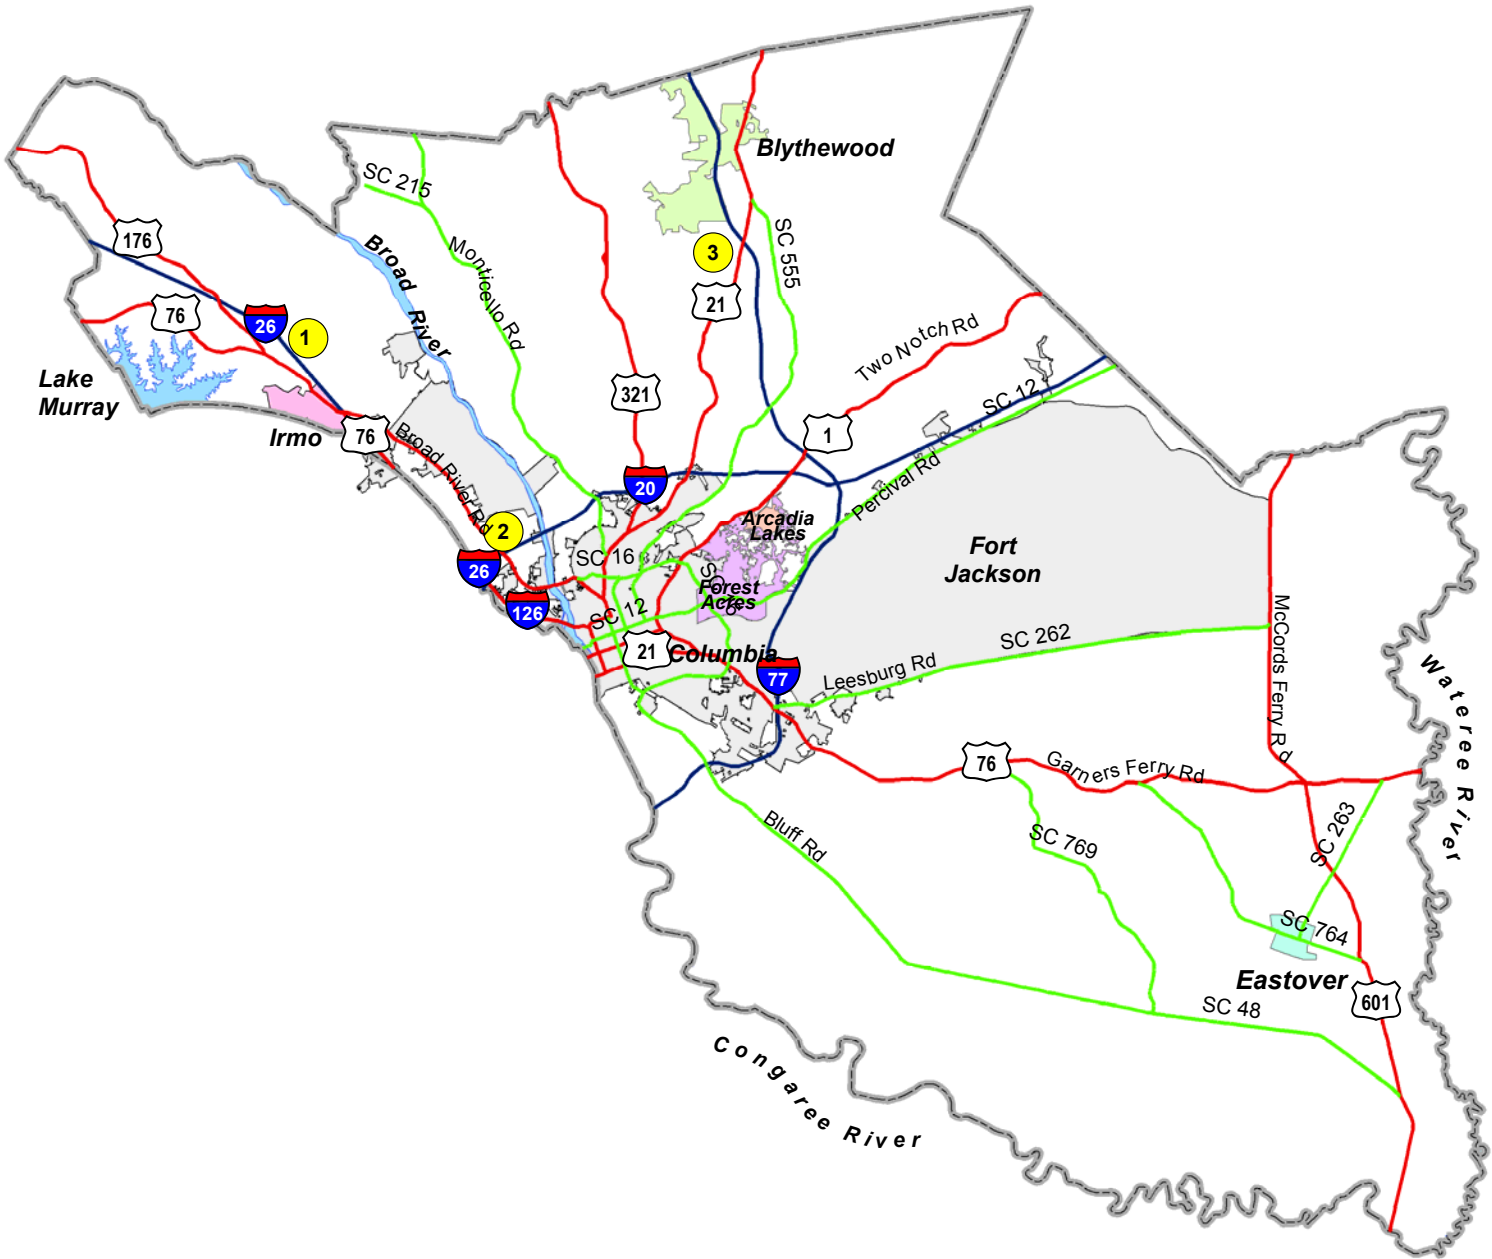 Blythewood
SC 215
SC 555
176
Broad
River
Monticello Rd
3
76
26
1
21
Two Notch Rd
Lake
Murray
321
SC 12
Irmo
76
1
Broad River Rd
20
Percival Rd
2
Arcadia
Lakes
Fort
Jackson
SC 16
26
SC 16
Forest
Acres
126
SC 12
McCords Ferry Rd
SC 262
21
Columbia
77
Leesburg Rd
Wateree River
76
Garners Ferry Rd
Bluff Rd
SC 769
SC 263
SC 764
Eastover
601
SC 48
Congaree River